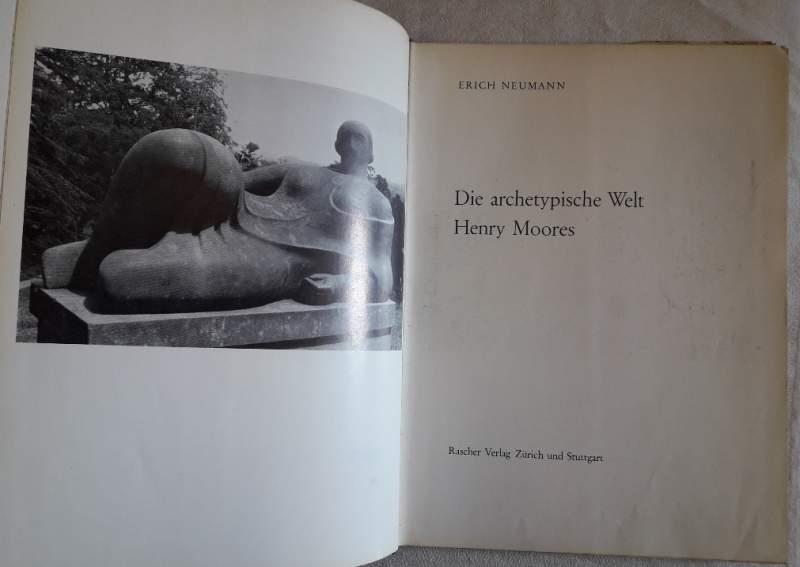 ERICH NEUMANN
Die archetypische Welt
Henry Moores
Rascher Verlag Zürich und Stuttgart